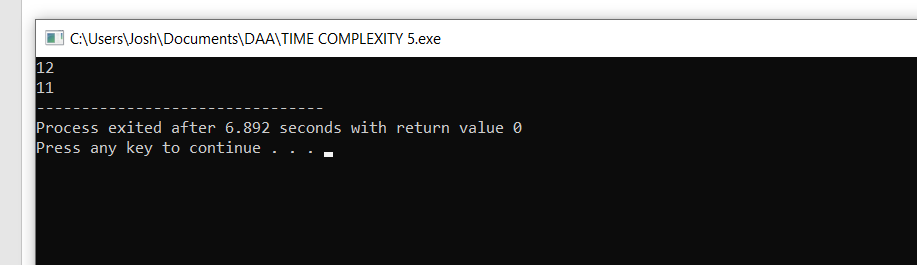 C:\Users\Josh\Documents\DAA\TIME COMPLEXITY 5.exe
12
11
--------------------------------
Process exited after 6.892 seconds with return value 0
Press any key to continue . . .